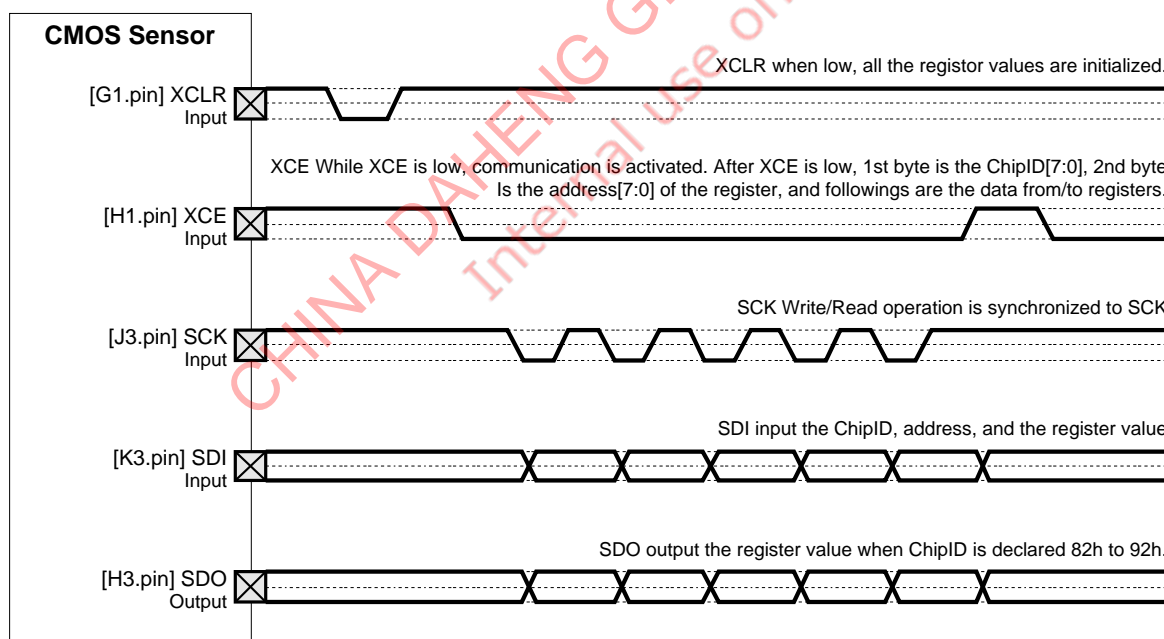 CMOS Sensor
XCLR when low, all the registor values are initialized.
[G1.pin] XCLR
Input
XCE While XCE is low, communication is activated. After XCE is low, 1st byte is the ChipID[7:0], 2nd byte
Is the address[7:0] of the register, and followings are the data from/to registers.
[H1.pin] XCE
Input
SCK Write/Read operation is synchronized to SCK
[J3.pin] SCK
Input
SDI input the ChipID, address, and the register value
[K3.pin] SDI
Input
SDO output the register value when ChipID is declared 82h to 92h.
[H3.pin] SDO
Output
CHINA DAHENG G
Internal use on